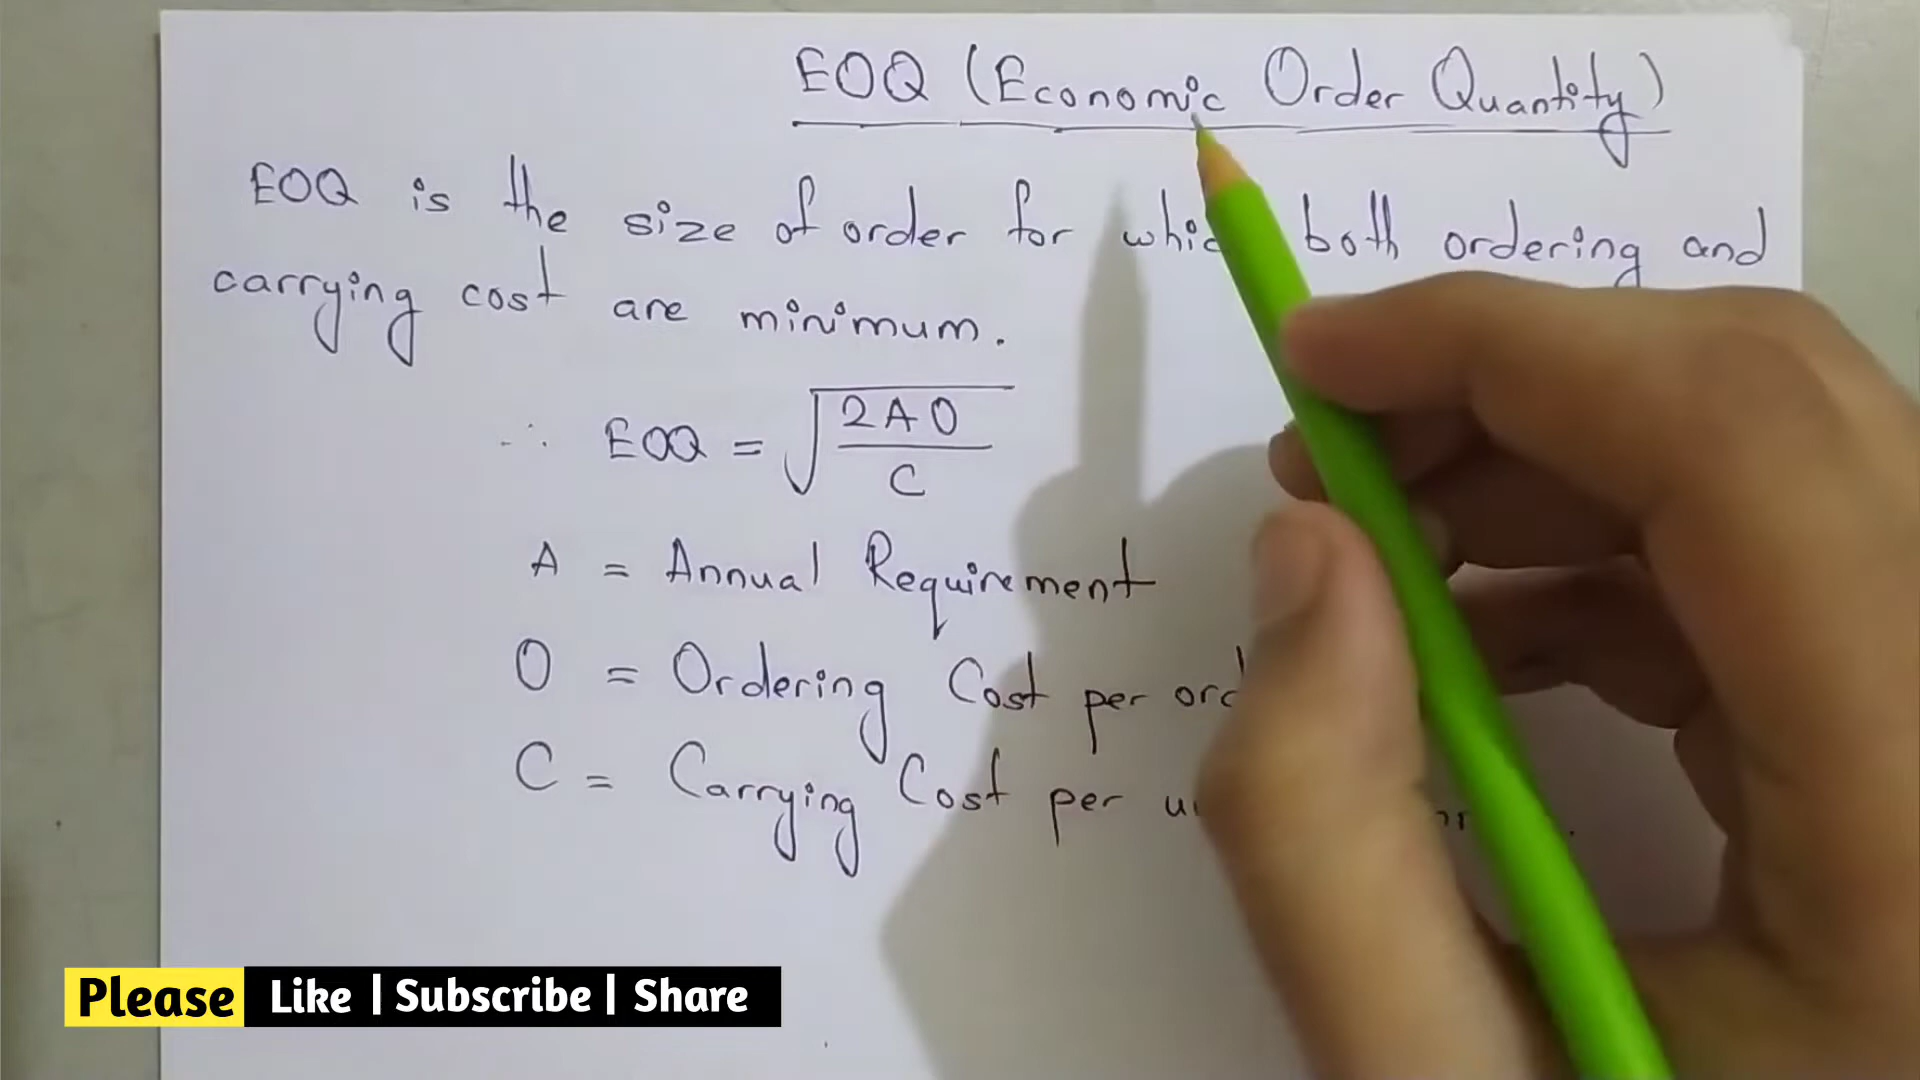 EOQ (Economic Order Quantity)
EOQ is the size of order for which both ordering and
carrying cost are minimum.
∴ EOQ = √(2AO / C)
A = Annual Requirement
O = Ordering Cost per
C = Carrying Cost per
Please Like | Subscribe | Share